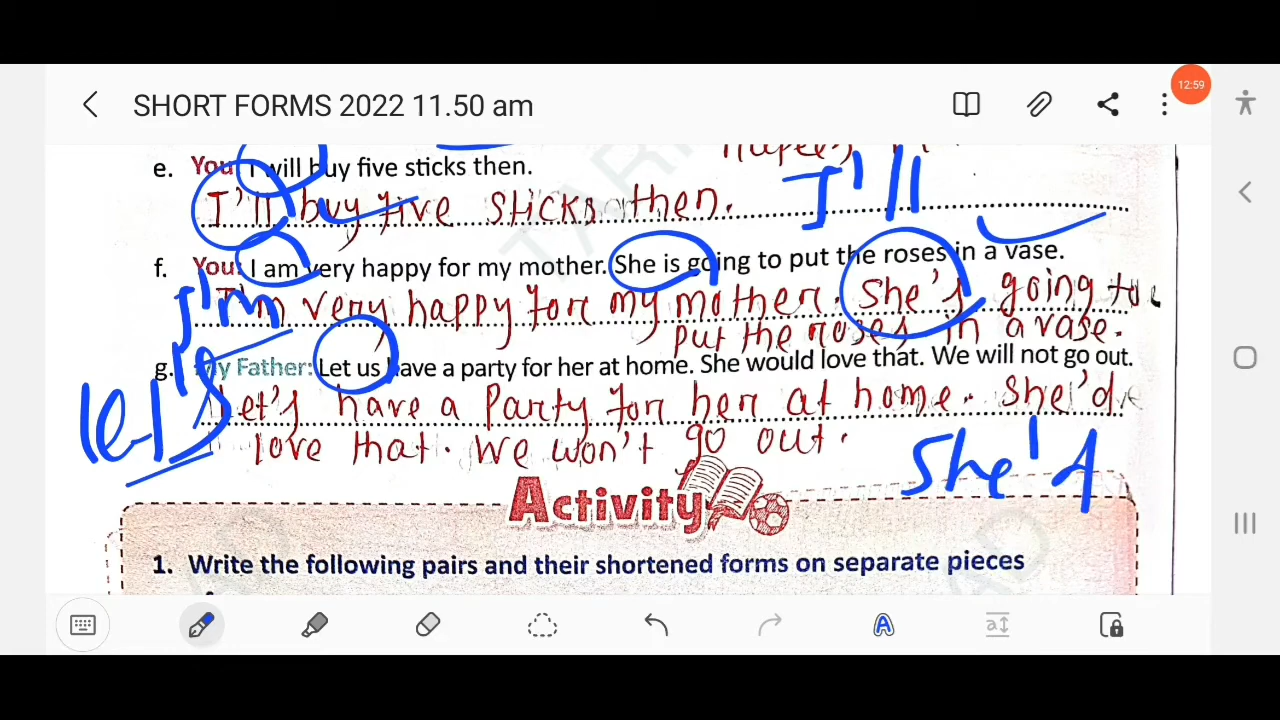 12:59
SHORT FORMS 2022 11.50 am
e. You: I will buy five sticks then.
I'll buy five sticks then.
I'll
f. You: I am very happy for my mother. She is going to put the roses in a vase.
I'm very happy for my mother. She's going to
put the roses in a vase.
I'm
g. My Father: Let us have a party for her at home. She would love that. We will not go out.
Let's have a party for her at home. She'd
love that. We won't go out.
let's
She'd
Activity
1. Write the following pairs and their shortened forms on separate pieces